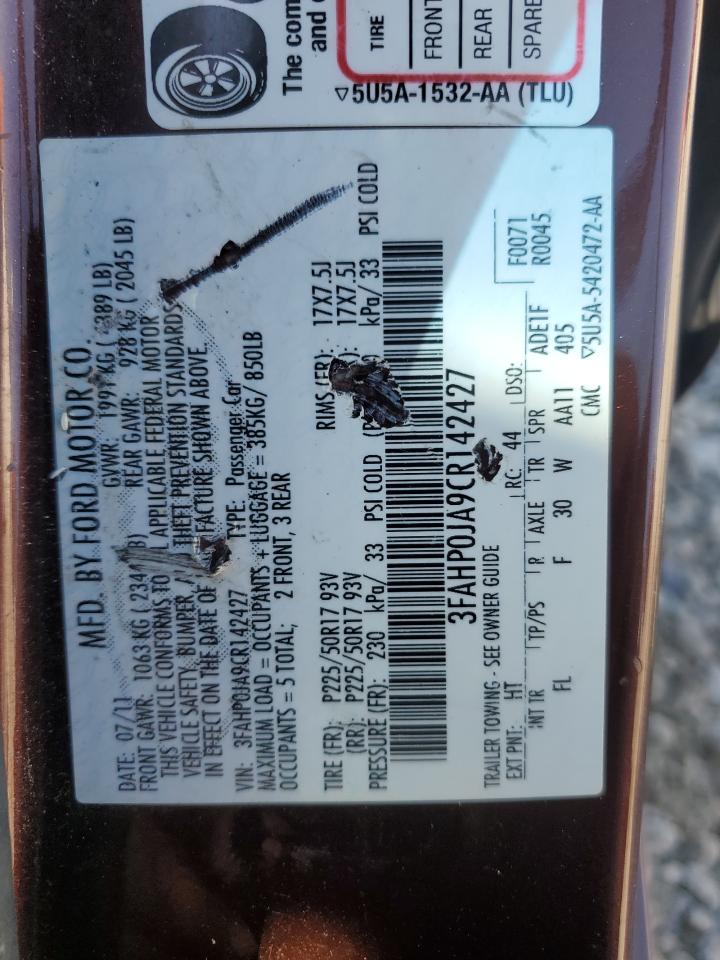 The com
and c
TIRE
FRONT
REAR
SPARE
▽5U5A-1532-AA (TLU)
MFD. BY FORD MOTOR CO.
DATE: 07/11 GVWR: KG ( LB)
FRONT GAWR: 1063 KG ( REAR GAWR: 928 KG ( 2045 LB)
THIS VEHICLE CONFORMS TO APPLICABLE FEDERAL MOTOR
VEHICLE SAFETY, BUMPER, THEFT PREVENTION STANDARDS
IN EFFECT ON THE DATE OF FACTURE SHOWN ABOVE.
VIN: 3FAHP0JA9CR142427 TYPE: Passenger Car
MAXIMUM LOAD = OCCUPANTS + LUGGAGE = 385KG/ 850LB
OCCUPANTS = 5 TOTAL; 2 FRONT, 3 REAR
TIRE (FR): P225/50R17 93V RIMS (FR): 17X7.5J
(RR): P225/50R17 93V 17X7.5J
PRESSURE (FR): 230 kPa/ 33 PSI COLD kPa/ 33 PSI COLD
3FAHP0JA9CR142427
TRAILER TOWING - SEE OWNER GUIDE
EXT PNT: HT RC: 44 DSO: F0071
R0045
INT TR TP/PS R AXLE TR SPR ADE1F
FL F 30 W AA11 405
CMC ▽5U5A-5420472-AA